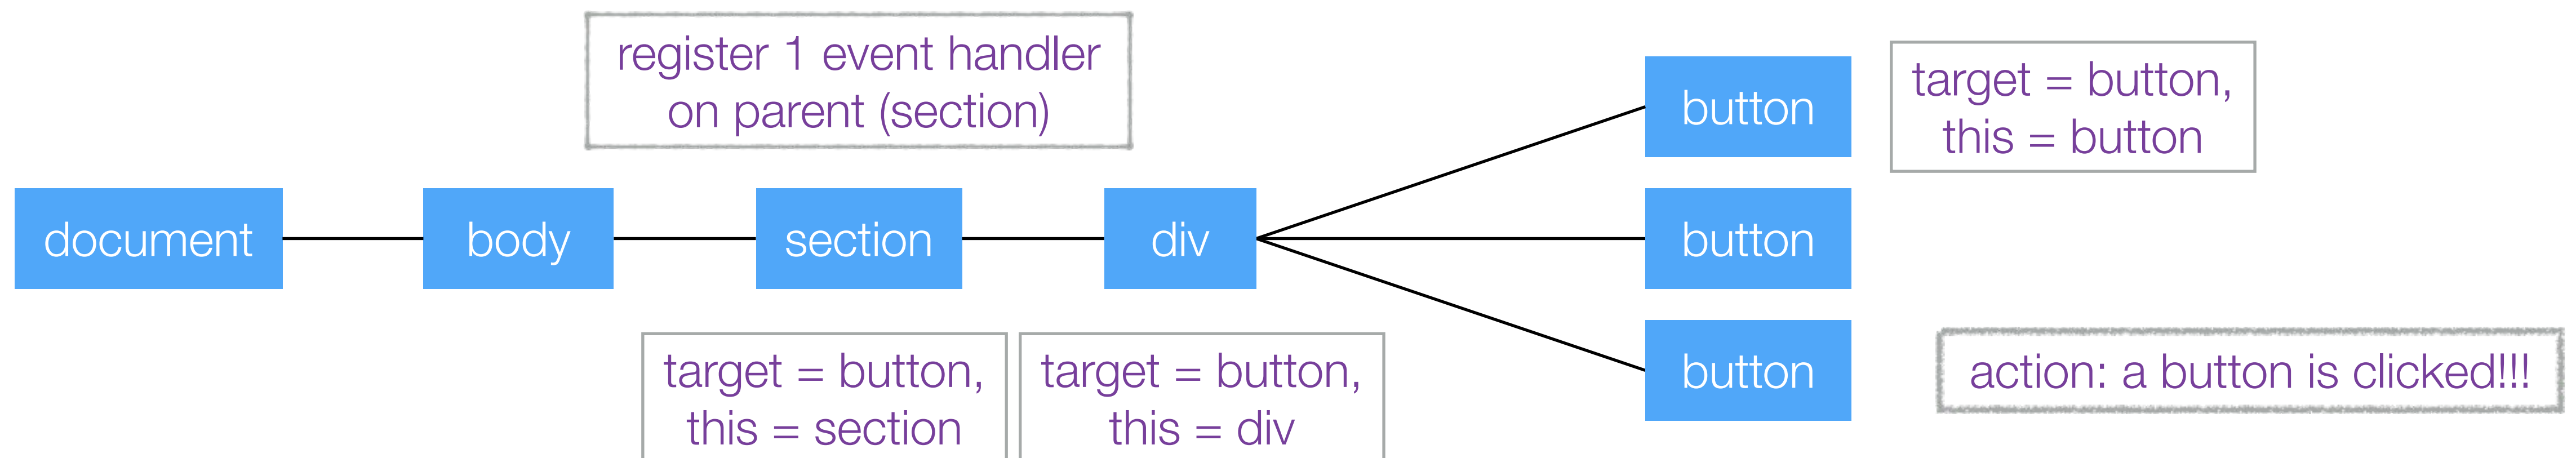 register 1 event handler
on parent (section)
button
target = button,
this = button
document
body
section
div
button
target = button,
this = section
target = button,
this = div
button
action: a button is clicked!!!